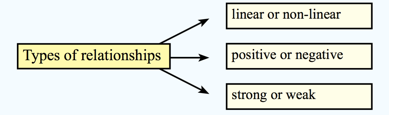 Types of relationships
linear or non-linear
positive or negative
strong or weak